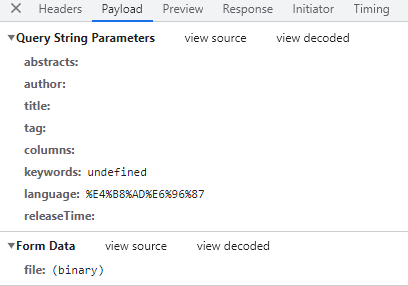 Headers Payload Preview Response Initiator Timing
Query String Parameters view source view decoded
abstracts:
author:
title:
tag:
columns:
keywords: undefined
language: %E4%B8%AD%E6%96%87
releaseTime:
Form Data view source view decoded
file: (binary)